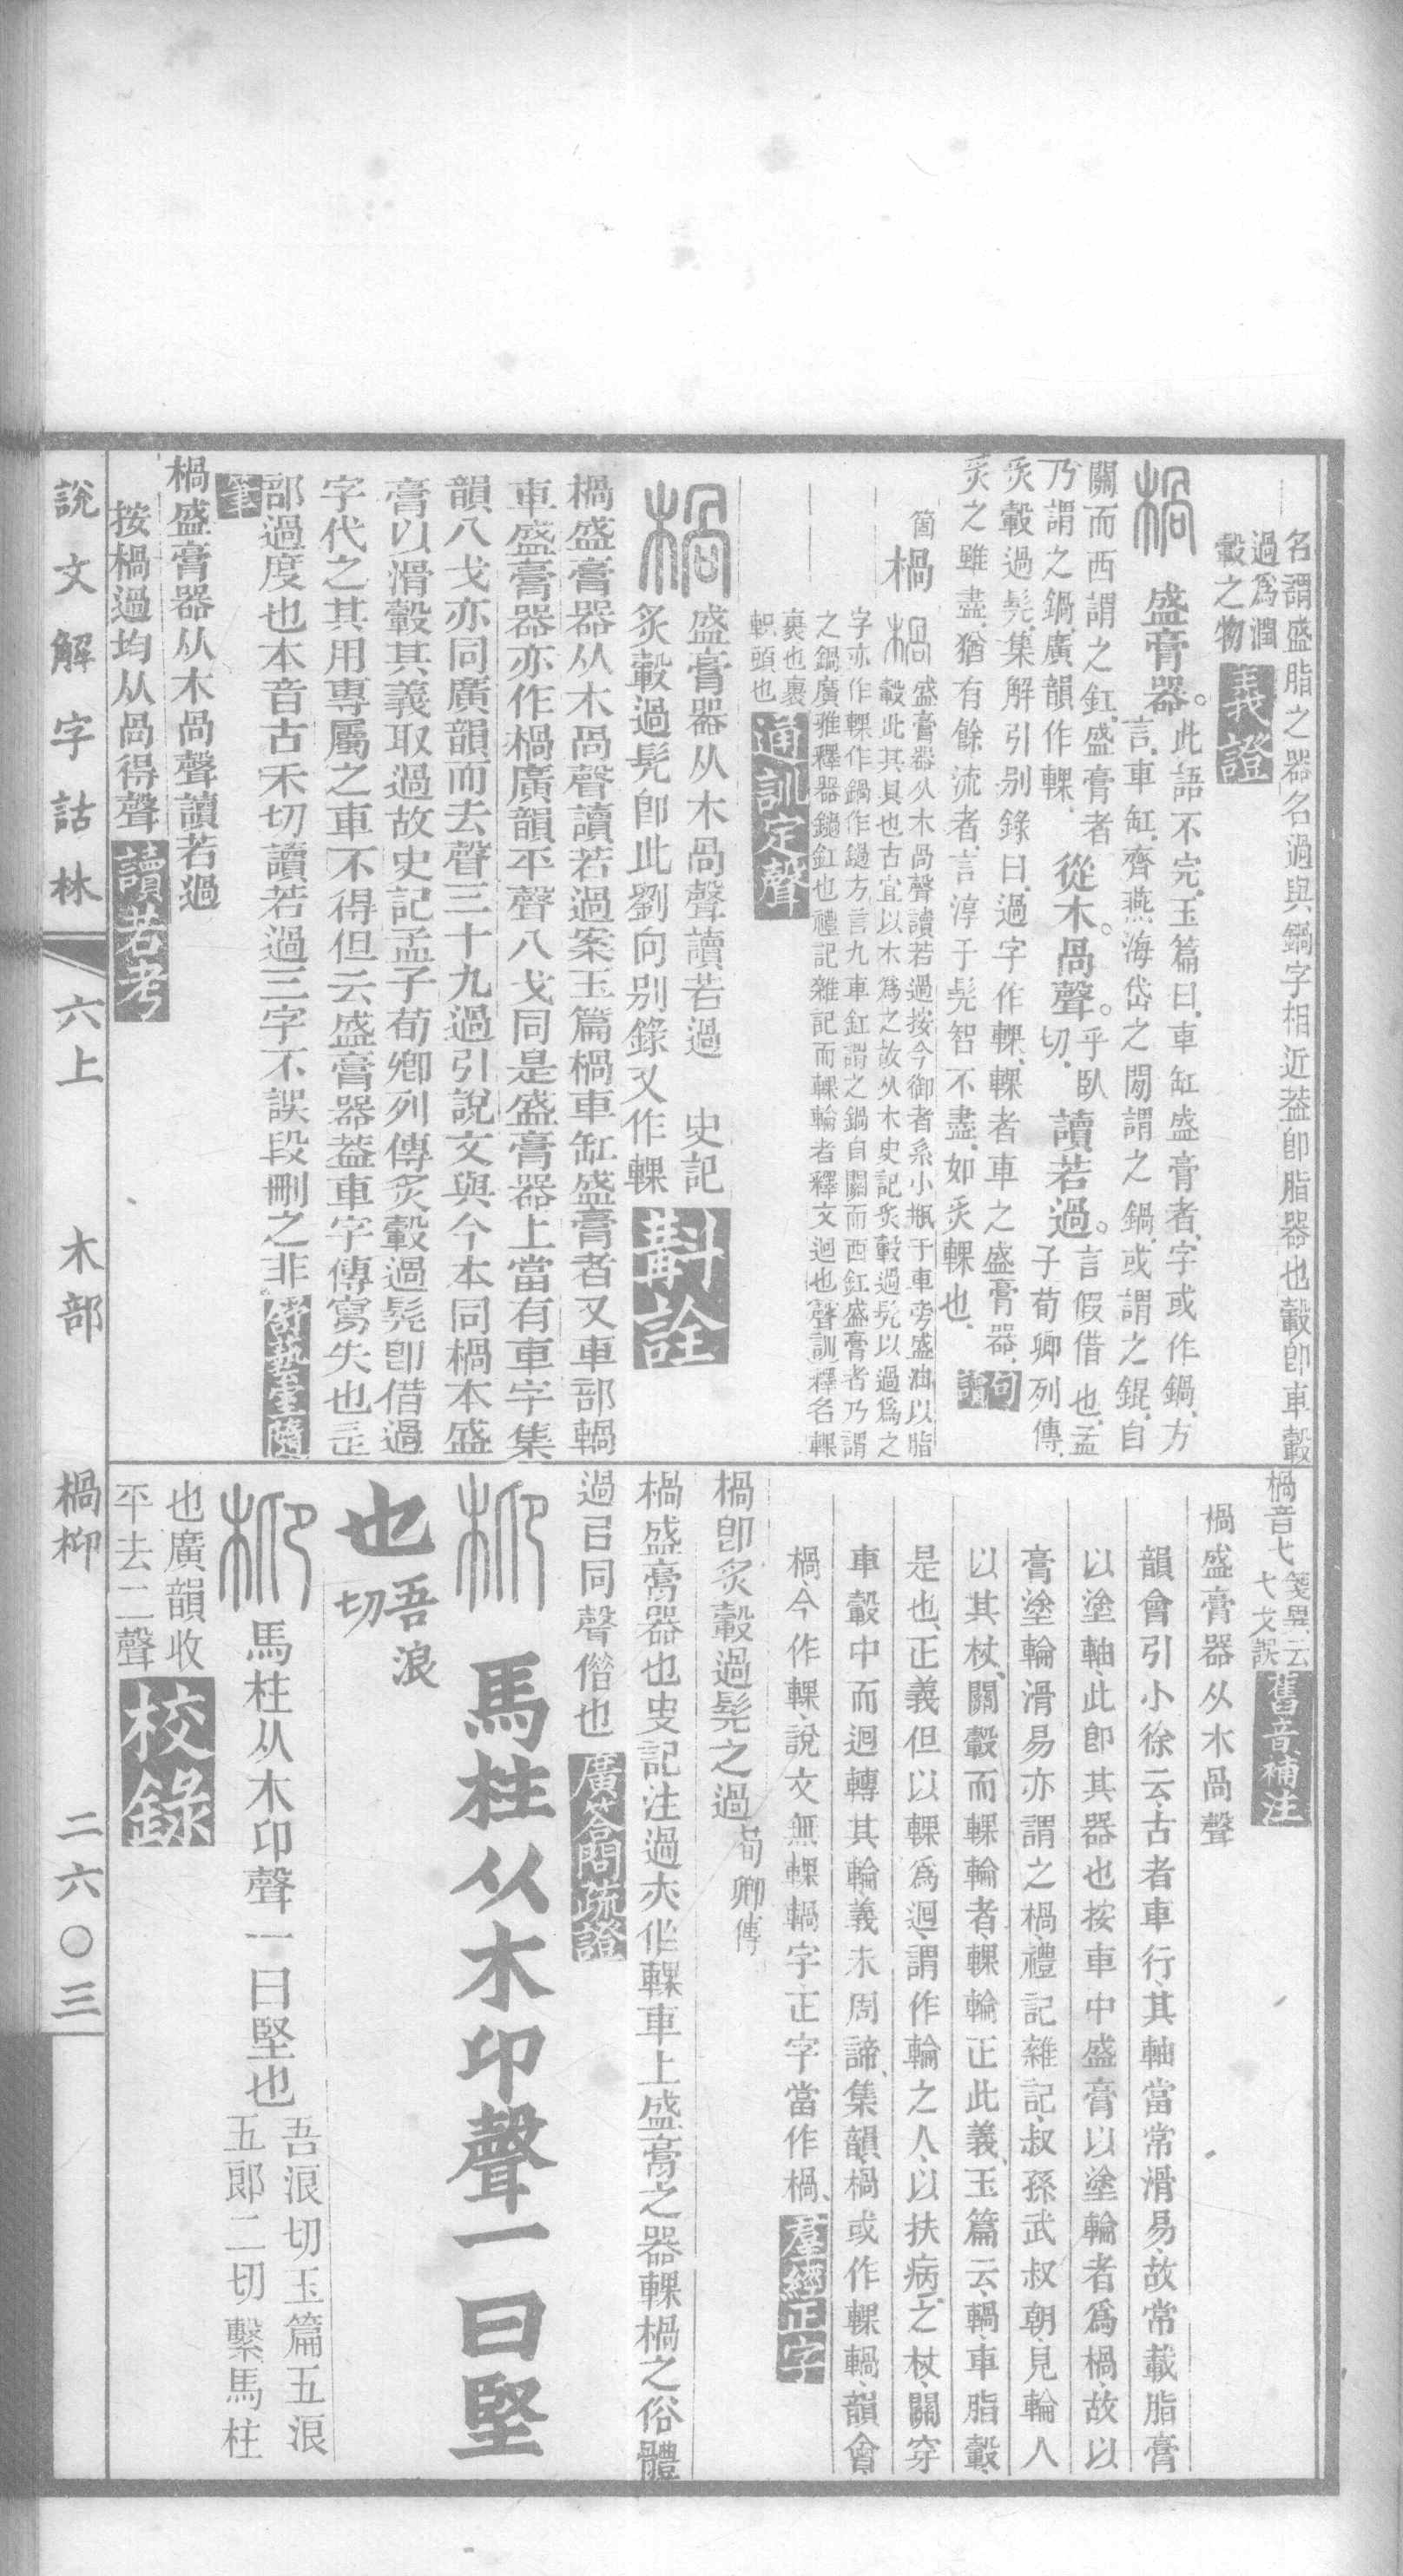 名謂盛脂之器名過與鍋字相近葢卽脂器也轂卽車轂
過爲潤
轂之物 義證
楇 盛膏器。此語不完玉篇曰車缸盛膏者字或作鍋方
言車缸齊燕海岱之閒謂之鍋或謂之錕自
關而西謂之釭盛膏者
乃謂之鍋廣韻作輠 從木咼聲。乎臥切 讀若過。言假借也孟
子荀卿列傳
炙轂過髡集解引别錄曰過字作輠輠者車之盛膏器
炙之雖盡猶有餘流者言淳于髡智不盡如炙輠也 句讀
箇
楇 楇 盛膏器从木咼聲讀若過按今御者系小瓶于車旁盛油以脂
轂此其具也古宜以木爲之故从木史記炙轂過髡以過爲之
字亦作輠作鍋作鐹方言九車釭謂之鍋自關而西釭盛膏者乃謂
之鍋廣雅釋器鐹釭也禮記雜記而輠輪者釋文迴也聲訓釋名輠
裹也裹
軹頭也 通訓定聲
楇 盛膏器从木咼聲讀若過 史記
炙轂過髡卽此劉向别錄又作輠 斠詮
楇盛膏器从木咼聲讀若過案玉篇楇車缸盛膏者又車部輠
車盛膏器亦作楇廣韻平聲八戈同是盛膏器上當有車字集
韻八戈亦同廣韻而去聲三十九過引說文與今本同楇本盛
膏以滑轂其義取過故史記孟子荀卿列傳炙轂過髡卽借過
字代之其用專屬之車不得但云盛膏器葢車字傳寫失也辵
部過度也本音古禾切讀若過三字不誤段刪之非 舒藝室隨
筆
楇盛膏器从木咼聲讀若過
按楇過均从咼得聲 讀若考
楇音七 箋異云
七戈誤 舊音補注
楇盛膏器从木咼聲
韻會引小徐云古者車行其軸當常滑易故常載脂膏
以塗軸此卽其器也按車中盛膏以塗輪者爲楇故以
膏塗輪滑易亦謂之楇禮記雜記叔孫武叔朝見輪人
以其杖關轂而輠輪者輠輪正此義玉篇云輠車脂轂
是也正義但以輠爲迴謂作輪之人以扶病之杖關穿
車轂中而迴轉其輪義未周諦集韻楇或作輠輠韻會
楇今作輠說文無輠輠字正字當作楇 羣經正字
楇卽炙轂過髡之過 荀卿傳
楇盛膏器也史記注過亦作輠車上盛膏之器輠楇之俗體
過㠯同聲偕也 廣答問疏證
枊 馬柱从木卬聲一曰堅
也 吾浪
切
枊 馬柱从木卬聲一曰堅也 吾浪切玉篇五浪
五郎二切繫馬柱
也廣韻收
平去二聲 校錄
說文解字詁林 六上 木部 楇枊 二六〇三